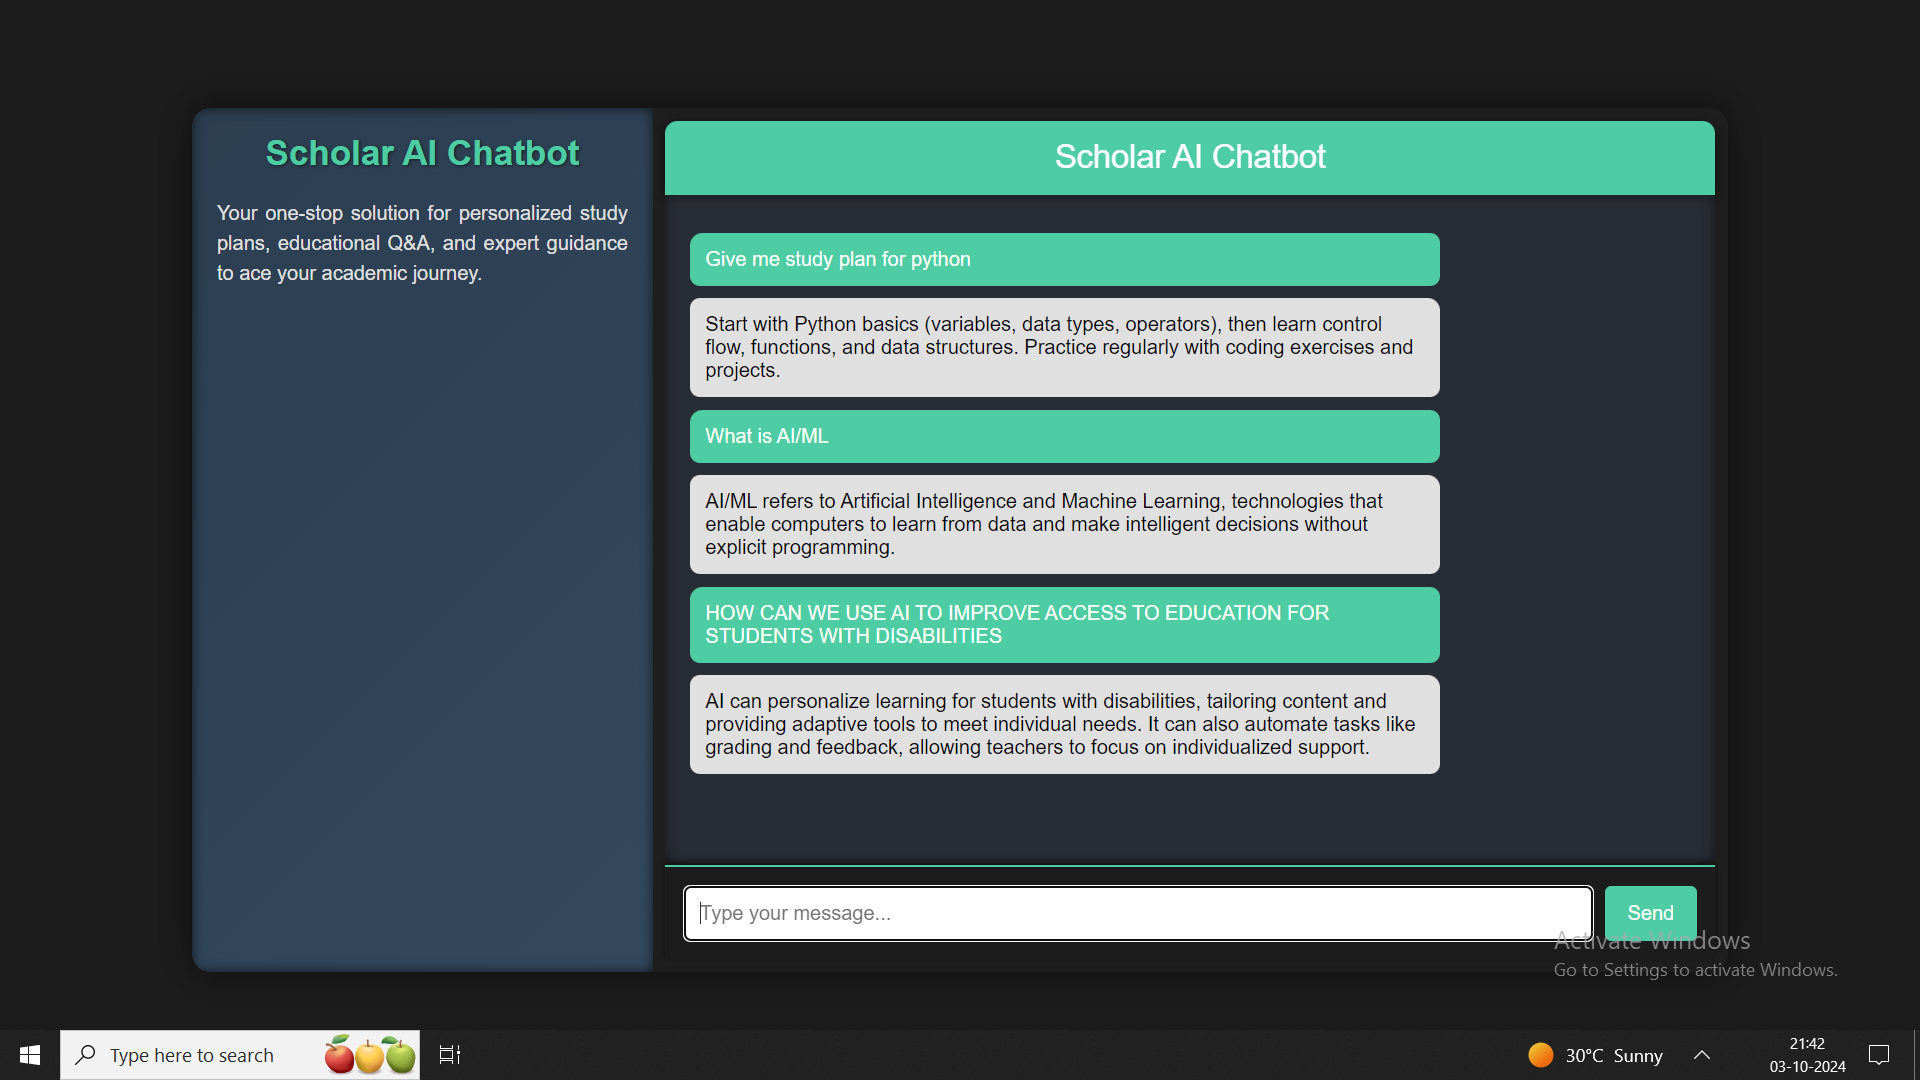 Scholar AI Chatbot
Your one-stop solution for personalized study
plans, educational Q&A, and expert guidance
to ace your academic journey.
Scholar AI Chatbot
Give me study plan for python
Start with Python basics (variables, data types, operators), then learn control
flow, functions, and data structures. Practice regularly with coding exercises and
projects.
What is AI/ML
AI/ML refers to Artificial Intelligence and Machine Learning, technologies that
enable computers to learn from data and make intelligent decisions without
explicit programming.
HOW CAN WE USE AI TO IMPROVE ACCESS TO EDUCATION FOR
STUDENTS WITH DISABILITIES
AI can personalize learning for students with disabilities, tailoring content and
providing adaptive tools to meet individual needs. It can also automate tasks like
grading and feedback, allowing teachers to focus on individualized support.
Type your message...
Send
Activate Windows
Go to Settings to activate Windows.
Type here to search
30°C Sunny
21:42
03-10-2024